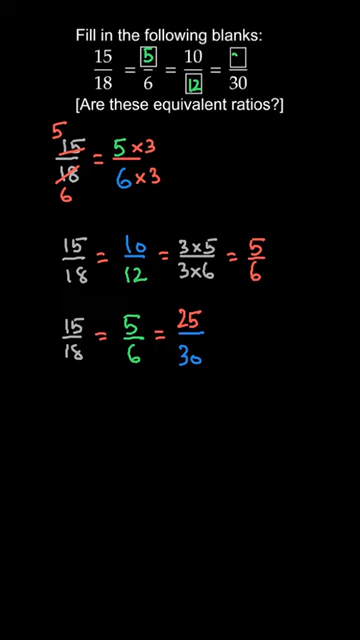 Fill in the following blanks:
15/18 = 5/6 = 10/12 = /30
[Are these equivalent ratios?]
5
15/18 = 5×3/6×3
6
15/18 = 10/12 = 3×5/3×6 = 5/6
15/18 = 5/6 = 25/30